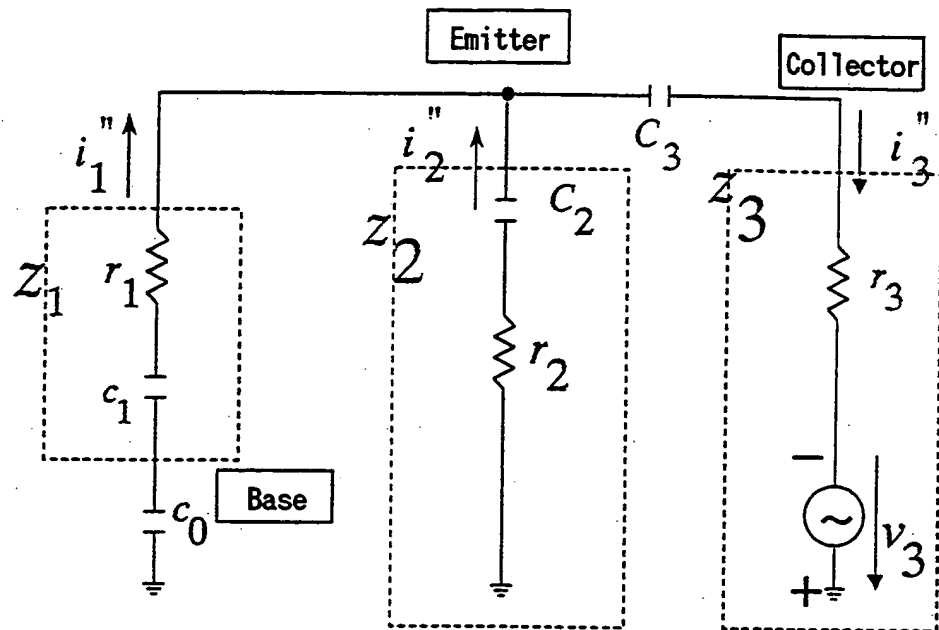 Emitter
Collector
i1"
i2"
C3
i3"
z1
r1
c1
z2
C2
r2
z3
r3
Base
c0
−
~
+
v3